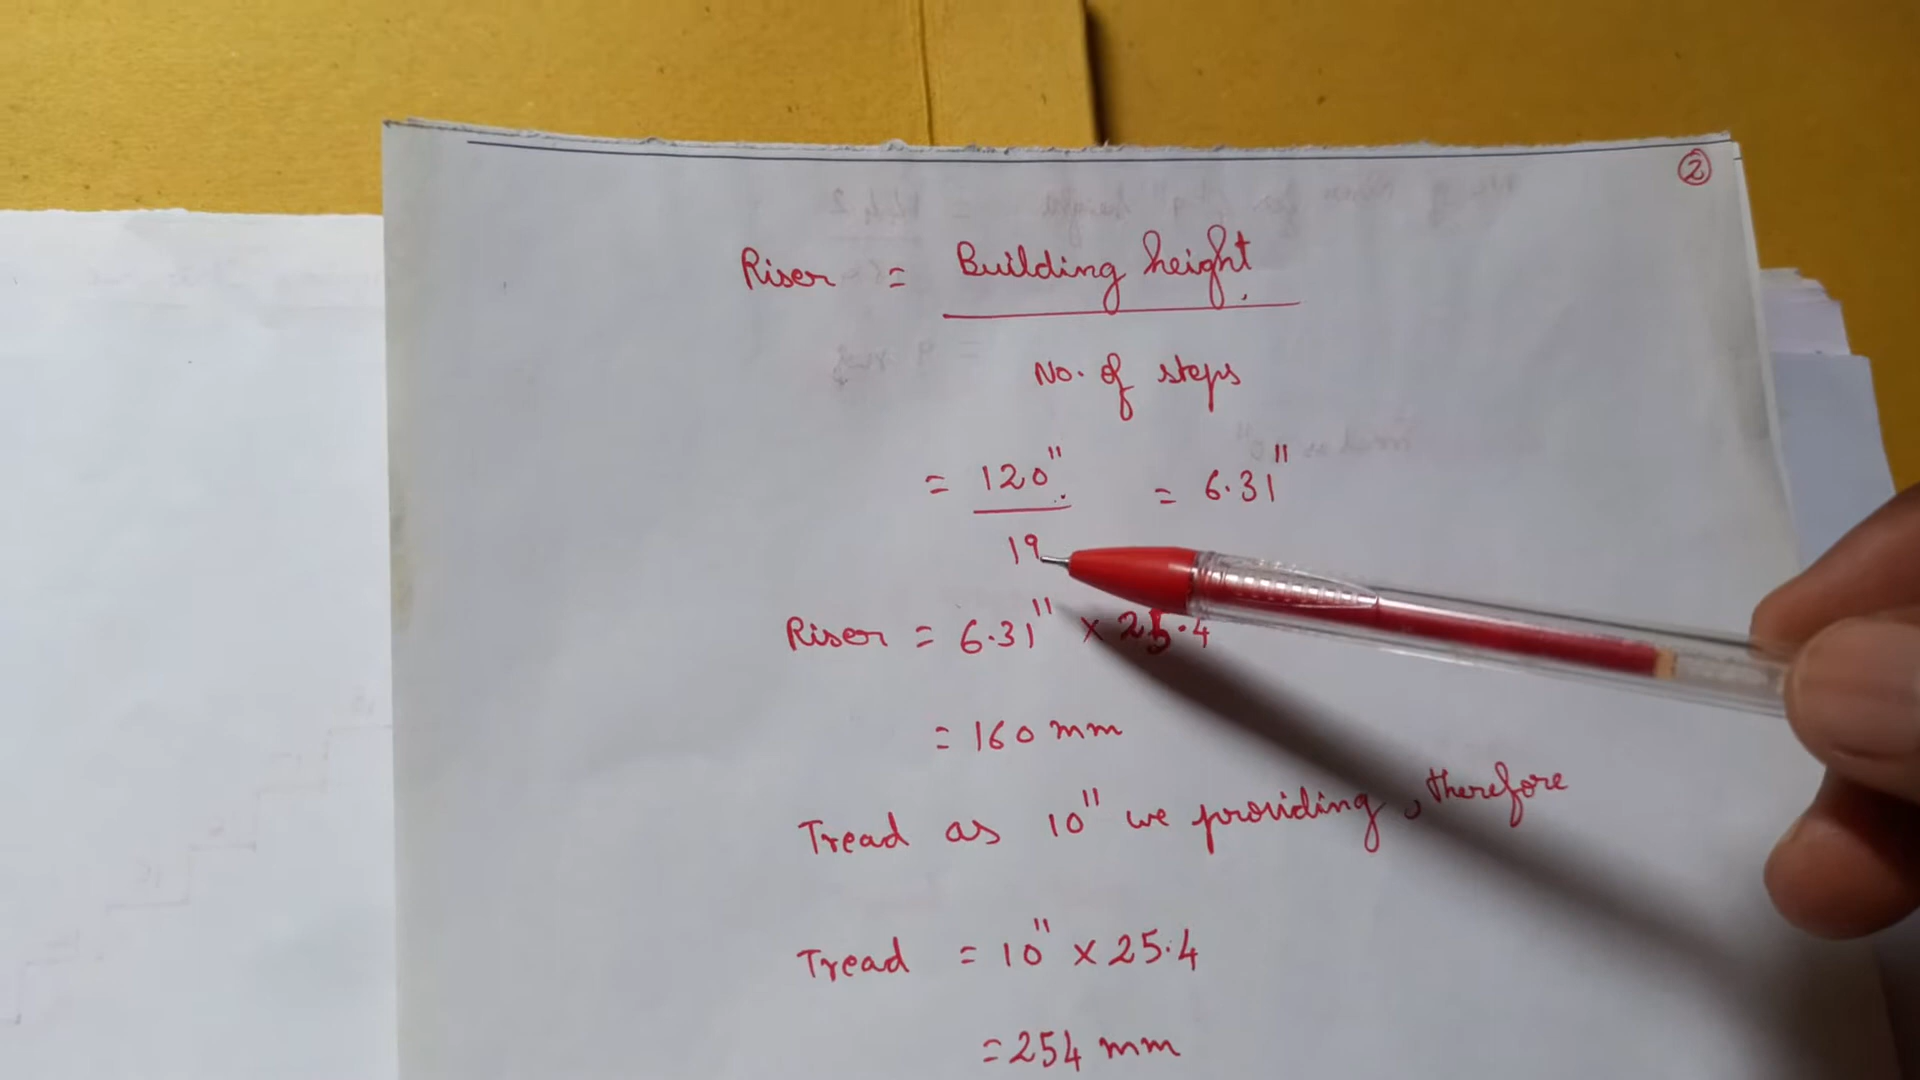 ②
Riser = Building height
No. of steps
= 120" = 6.31"
19
Riser = 6.31" x 25.4
= 160 mm
Tread as 10" we providing, therefore
Tread = 10" x 25.4
= 254 mm